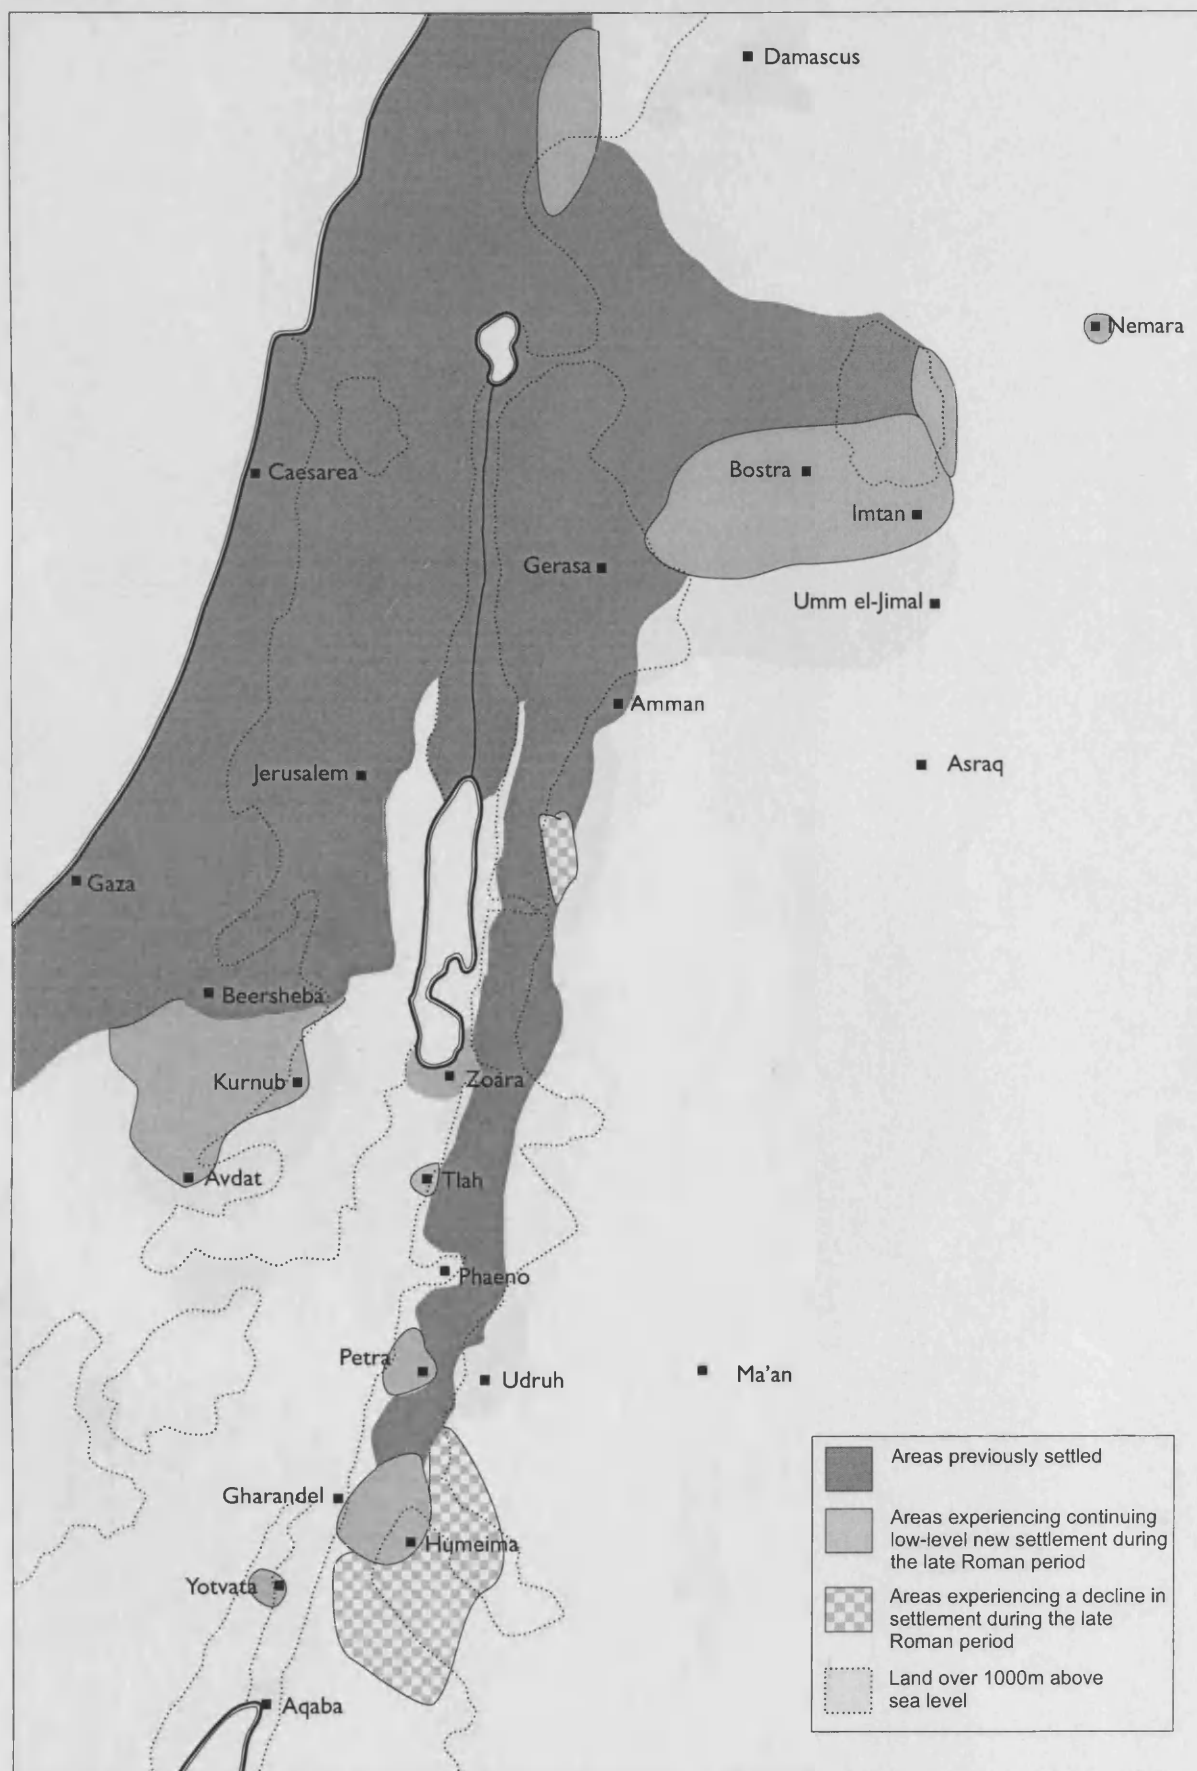 Damascus
Nemara
Caesarea
Bostra
Imtan
Gerasa
Umm el-Jimal
Amman
Jerusalem
Asraq
Gaza
Beersheba
Kurnub
Zoara
Avdat
Tlah
Phaeno
Petra
Udruh
Ma'an
Gharandel
Humeima
Yotvata
Aqaba
Areas previously settled
Areas experiencing continuing
low-level new settlement during
the late Roman period
Areas experiencing a decline in
settlement during the late
Roman period
Land over 1000m above
sea level